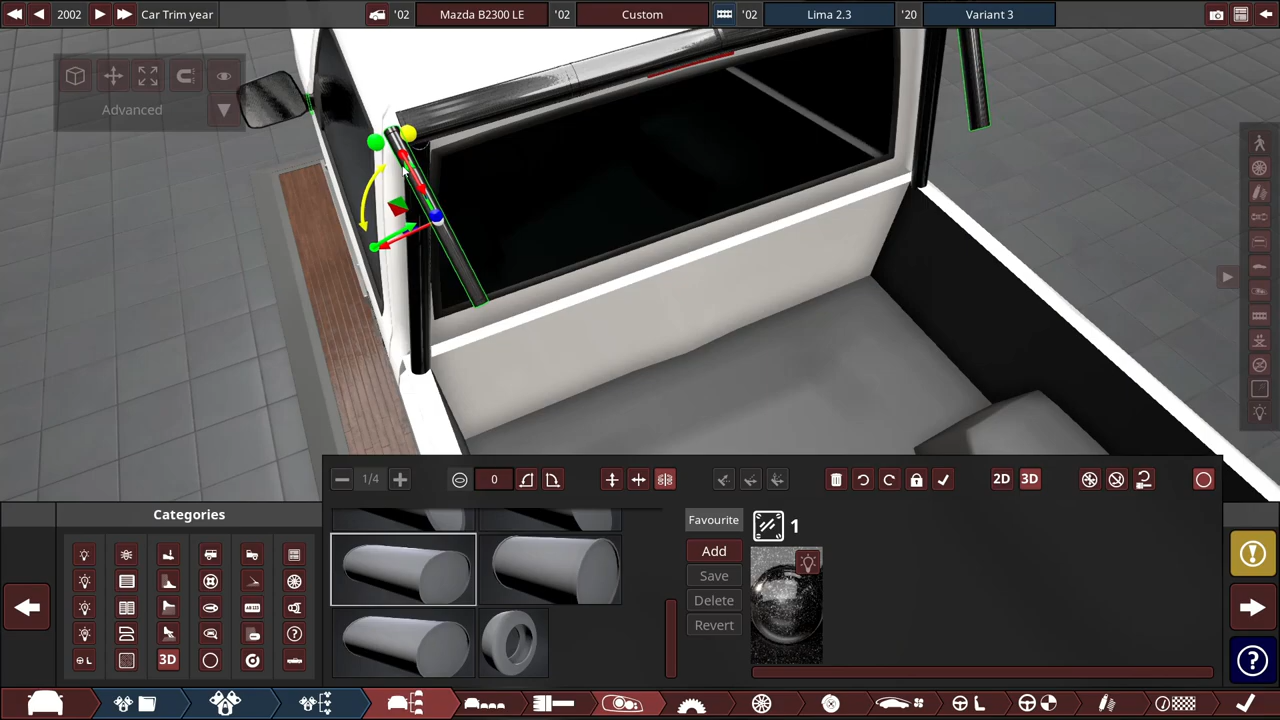 2002 Car Trim year '02 Mazda B2300 LE '02 Custom '02 Lima 2.3 '20 Variant 3
Advanced
1/4 0 2D 3D
Categories
L
3D
Favourite 1
Add
Save
Delete
Revert